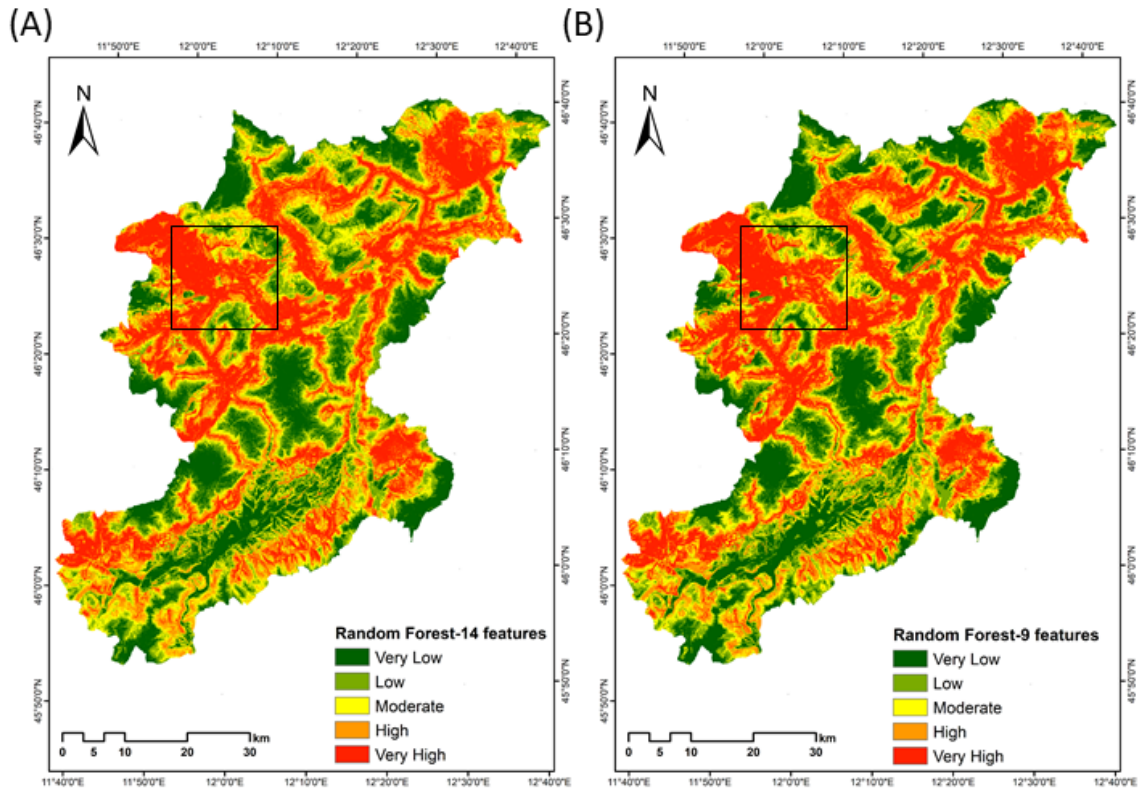 (A)
11°50'0"E 12°0'0"E 12°10'0"E 12°20'0"E 12°30'0"E 12°40'0"E
N
46°40'0"N
46°30'0"N
46°20'0"N
46°10'0"N
46°0'0"N
45°50'0"N
46°40'0"N
46°30'0"N
46°20'0"N
46°10'0"N
46°0'0"N
45°50'0"N
Random Forest-14 features
Very Low
Low
Moderate
High
Very High
km
0 5 10 20 30
11°40'0"E 11°50'0"E 12°0'0"E 12°10'0"E 12°20'0"E 12°30'0"E 12°40'0"E
(B)
11°50'0"E 12°0'0"E 12°10'0"E 12°20'0"E 12°30'0"E 12°40'0"E
N
46°40'0"N
46°30'0"N
46°20'0"N
46°10'0"N
46°0'0"N
45°50'0"N
46°40'0"N
46°30'0"N
46°20'0"N
46°10'0"N
46°0'0"N
45°50'0"N
Random Forest-9 features
Very Low
Low
Moderate
High
Very High
km
0 5 10 20 30
11°40'0"E 11°50'0"E 12°0'0"E 12°10'0"E 12°20'0"E 12°30'0"E 12°40'0"E